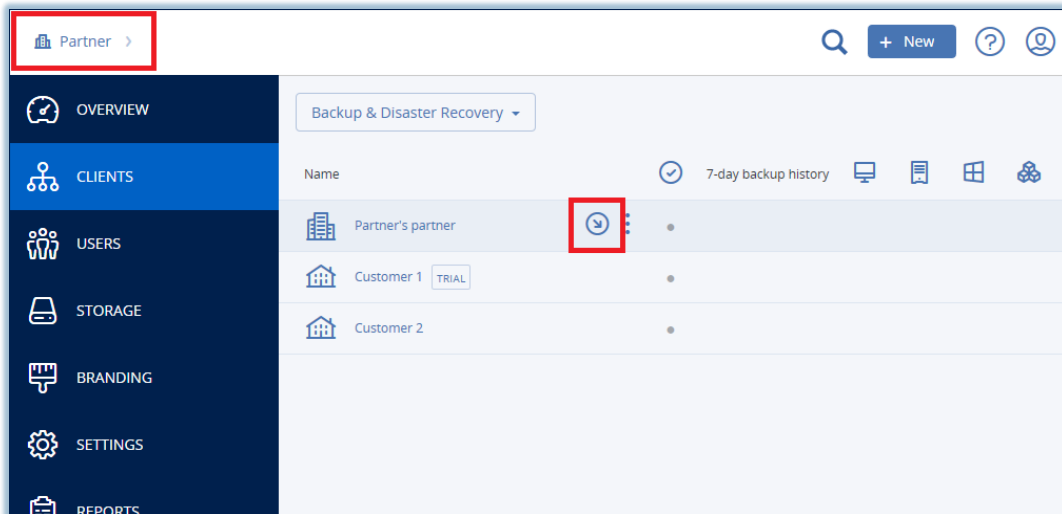 Partner >
+ New
OVERVIEW
CLIENTS
USERS
STORAGE
BRANDING
SETTINGS
REPORTS
Backup & Disaster Recovery
Name
7-day backup history
Partner's partner
Customer 1 TRIAL
Customer 2